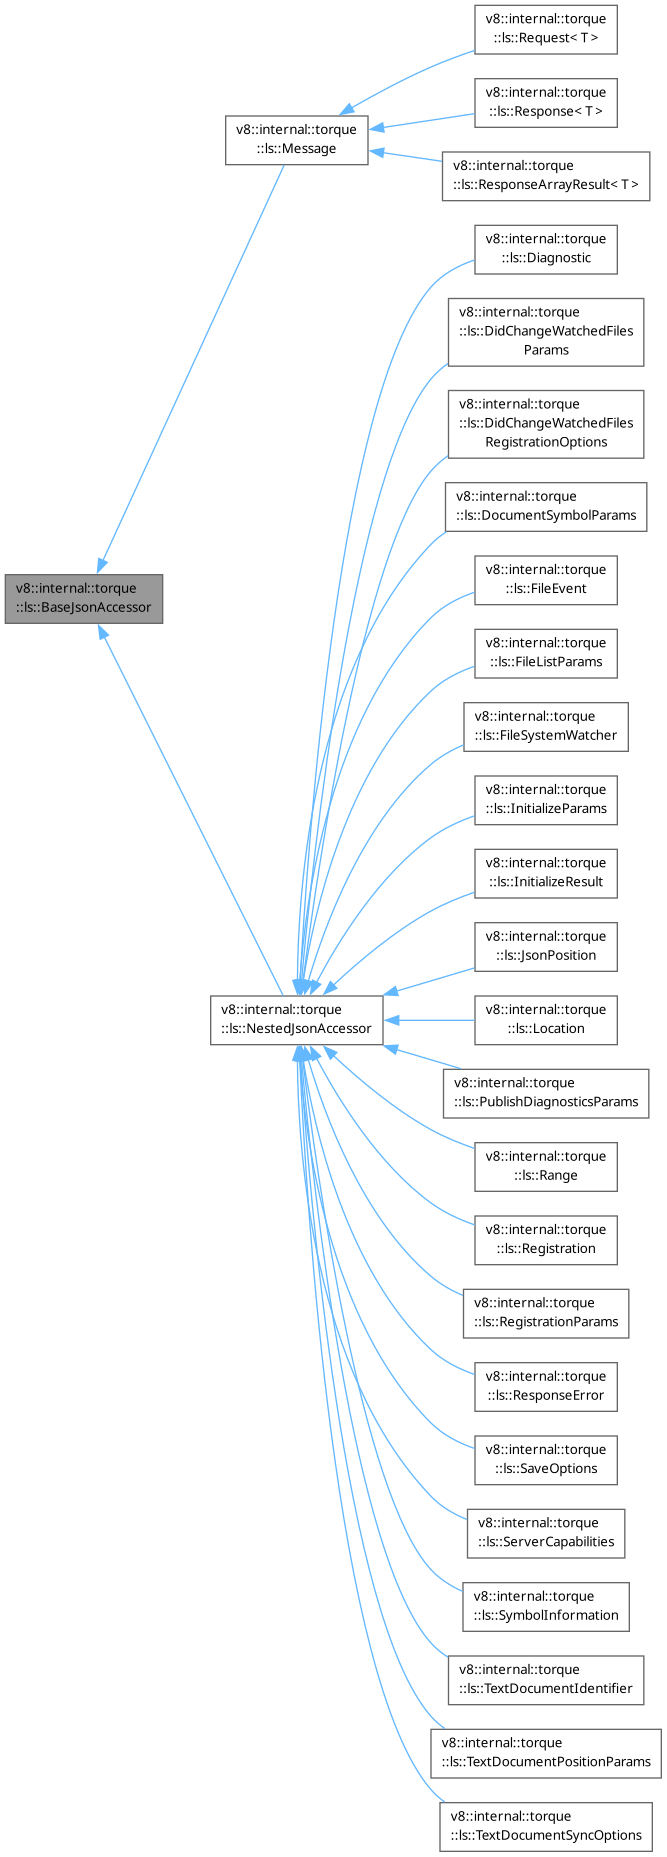 v8::internal::torque
::ls::Request< T >
v8::internal::torque
::ls::Response< T >
v8::internal::torque
::ls::Message
v8::internal::torque
::ls::ResponseArrayResult< T >
v8::internal::torque
::ls::Diagnostic
v8::internal::torque
::ls::DidChangeWatchedFiles
Params
v8::internal::torque
::ls::DidChangeWatchedFiles
RegistrationOptions
v8::internal::torque
::ls::DocumentSymbolParams
v8::internal::torque
::ls::FileEvent
v8::internal::torque
::ls::BaseJsonAccessor
v8::internal::torque
::ls::FileListParams
v8::internal::torque
::ls::FileSystemWatcher
v8::internal::torque
::ls::InitializeParams
v8::internal::torque
::ls::InitializeResult
v8::internal::torque
::ls::JsonPosition
v8::internal::torque
::ls::NestedJsonAccessor
v8::internal::torque
::ls::Location
v8::internal::torque
::ls::PublishDiagnosticsParams
v8::internal::torque
::ls::Range
v8::internal::torque
::ls::Registration
v8::internal::torque
::ls::RegistrationParams
v8::internal::torque
::ls::ResponseError
v8::internal::torque
::ls::SaveOptions
v8::internal::torque
::ls::ServerCapabilities
v8::internal::torque
::ls::SymbolInformation
v8::internal::torque
::ls::TextDocumentIdentifier
v8::internal::torque
::ls::TextDocumentPositionParams
v8::internal::torque
::ls::TextDocumentSyncOptions